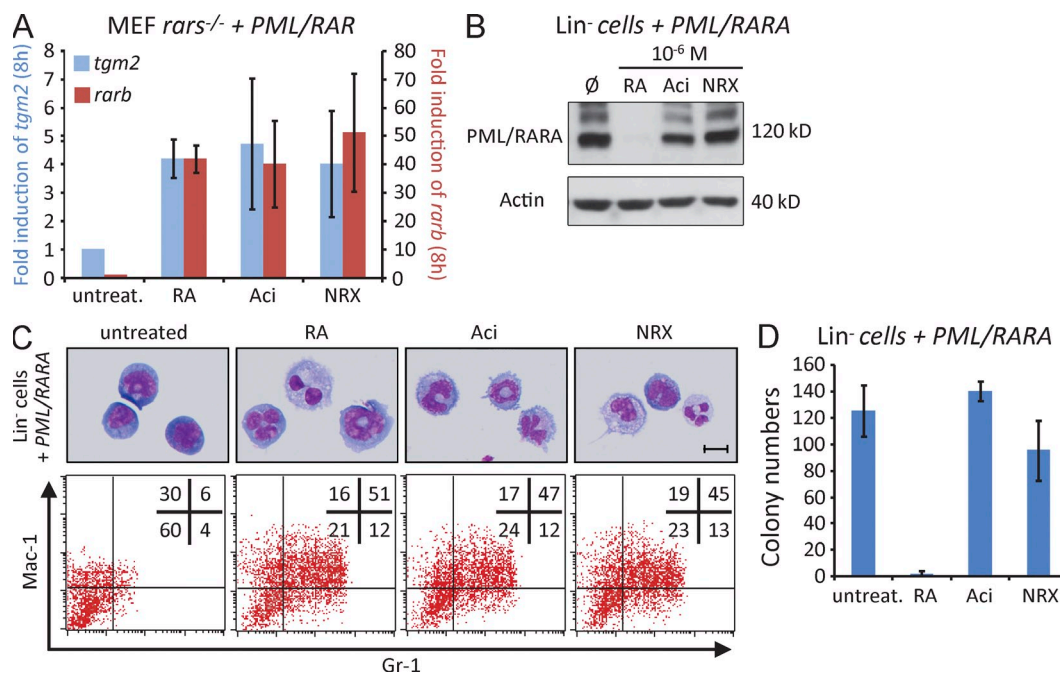 A
MEF rars-/- + PML/RAR
Fold induction of tgm2 (8h)
8
7
6
5
4
3
2
1
0
tgm2
rarb
80
70
60
50
40
30
20
10
0
Fold induction of rarb (8h)
untreat. RA Aci NRX
B
Lin- cells + PML/RARA
10-6 M
Ø RA Aci NRX
PML/RARA
120 kD
Actin
40 kD
C
untreated RA Aci NRX
Lin- cells
+ PML/RARA
30 6
60 4
16 51
21 12
17 47
24 12
19 45
23 13
Mac-1
Gr-1
D
Lin- cells + PML/RARA
Colony numbers
160
140
120
100
80
60
40
20
0
untreat. RA Aci NRX